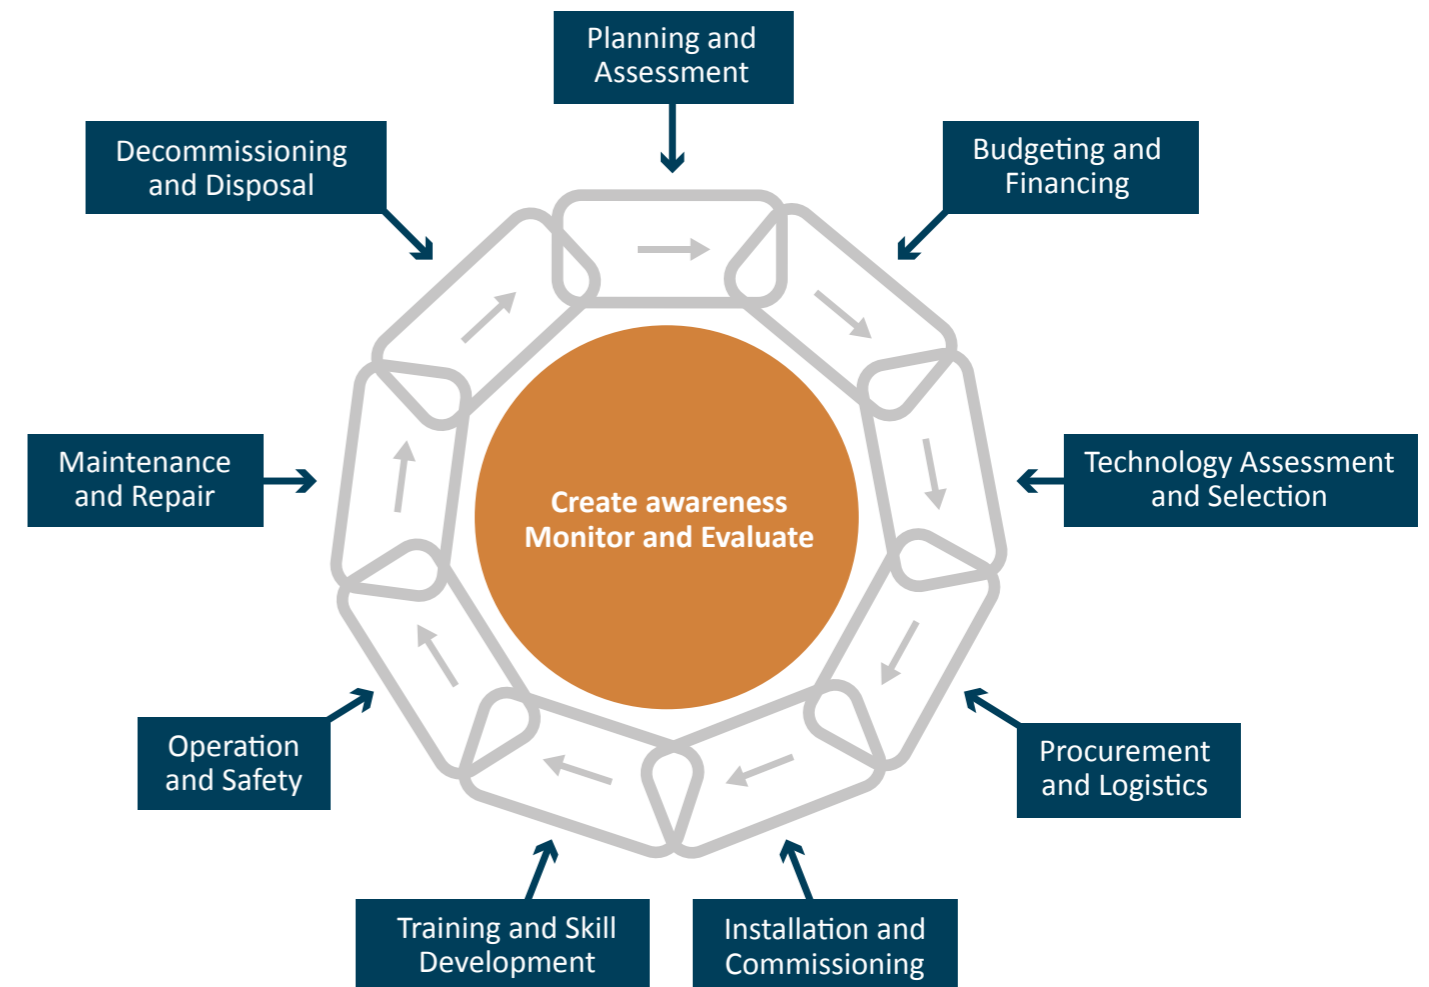 Planning and
Assessment
Budgeting and
Financing
Technology Assessment
and Selection
Procurement
and Logistics
Installation and
Commissioning
Training and Skill
Development
Operation
and Safety
Maintenance
and Repair
Decommissioning
and Disposal
Create awareness
Monitor and Evaluate